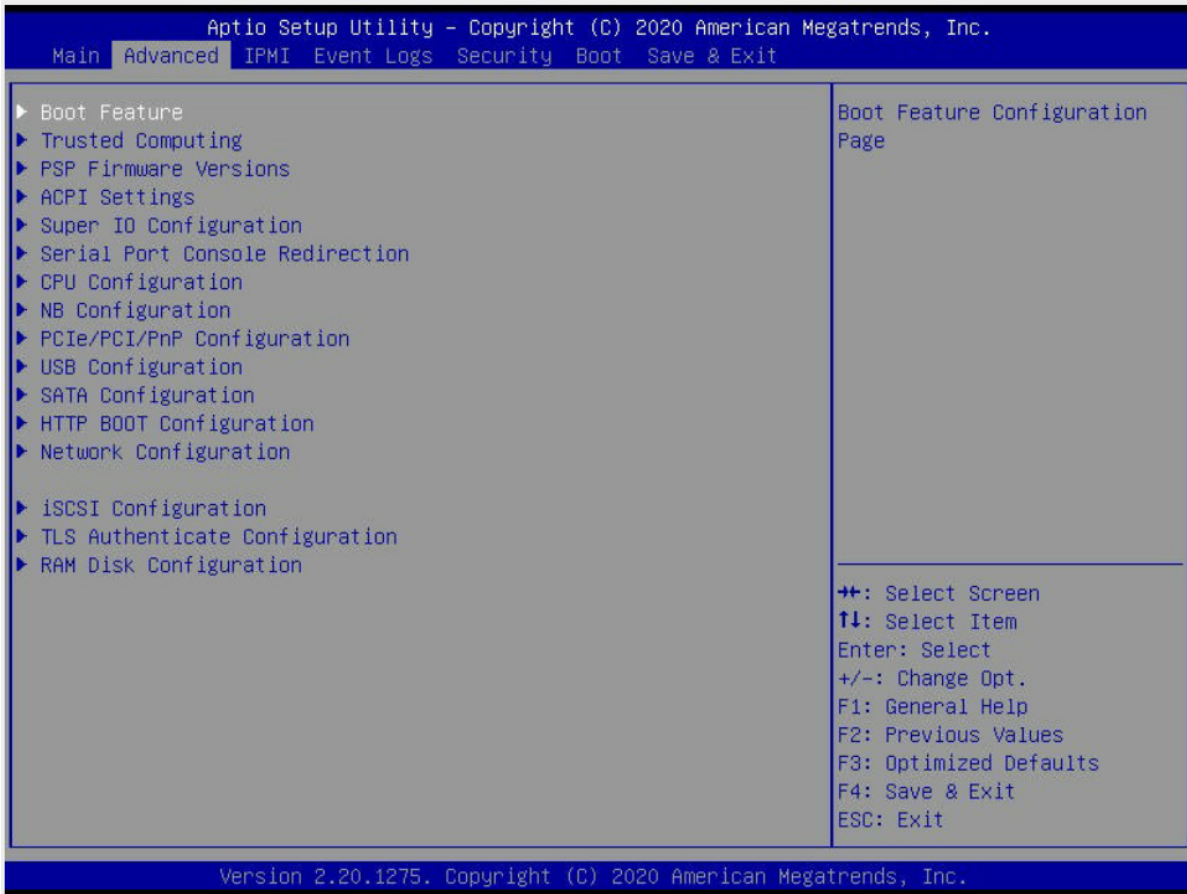 Aptio Setup Utility – Copyright (C) 2020 American Megatrends, Inc.
Main Advanced IPMI Event Logs Security Boot Save & Exit
Boot Feature
Trusted Computing
PSP Firmware Versions
ACPI Settings
Super IO Configuration
Serial Port Console Redirection
CPU Configuration
NB Configuration
PCIe/PCI/PnP Configuration
USB Configuration
SATA Configuration
HTTP BOOT Configuration
Network Configuration
iSCSI Configuration
TLS Authenticate Configuration
RAM Disk Configuration
Boot Feature Configuration
Page
→←: Select Screen
↑↓: Select Item
Enter: Select
+/-: Change Opt.
F1: General Help
F2: Previous Values
F3: Optimized Defaults
F4: Save & Exit
ESC: Exit
Version 2.20.1275. Copyright (C) 2020 American Megatrends, Inc.